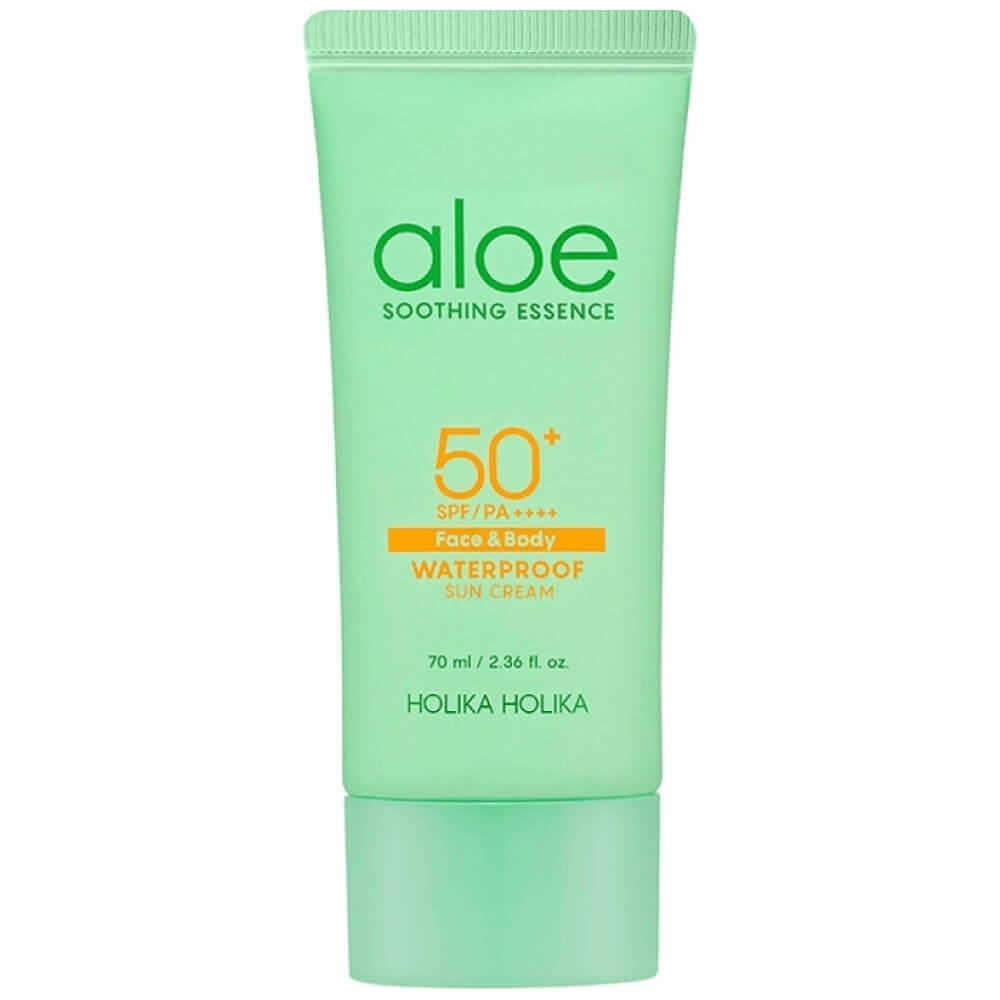 aloe
SOOTHING ESSENCE
50+
SPF/PA++++
Face & Body
WATERPROOF
SUN CREAM
70 ml / 2.36 fl. oz.
HOLIKA HOLIKA